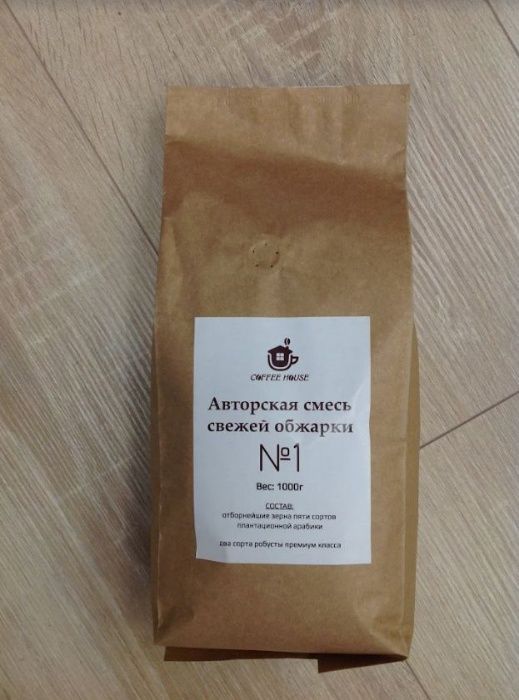 COFFEE HOUSE
Авторская смесь
свежей обжарки
№1
Вес: 1000г
СОСТАВ:
отборнейшие зерна пяти сортов
плантационной арабики
два сорта робусты премиум класса